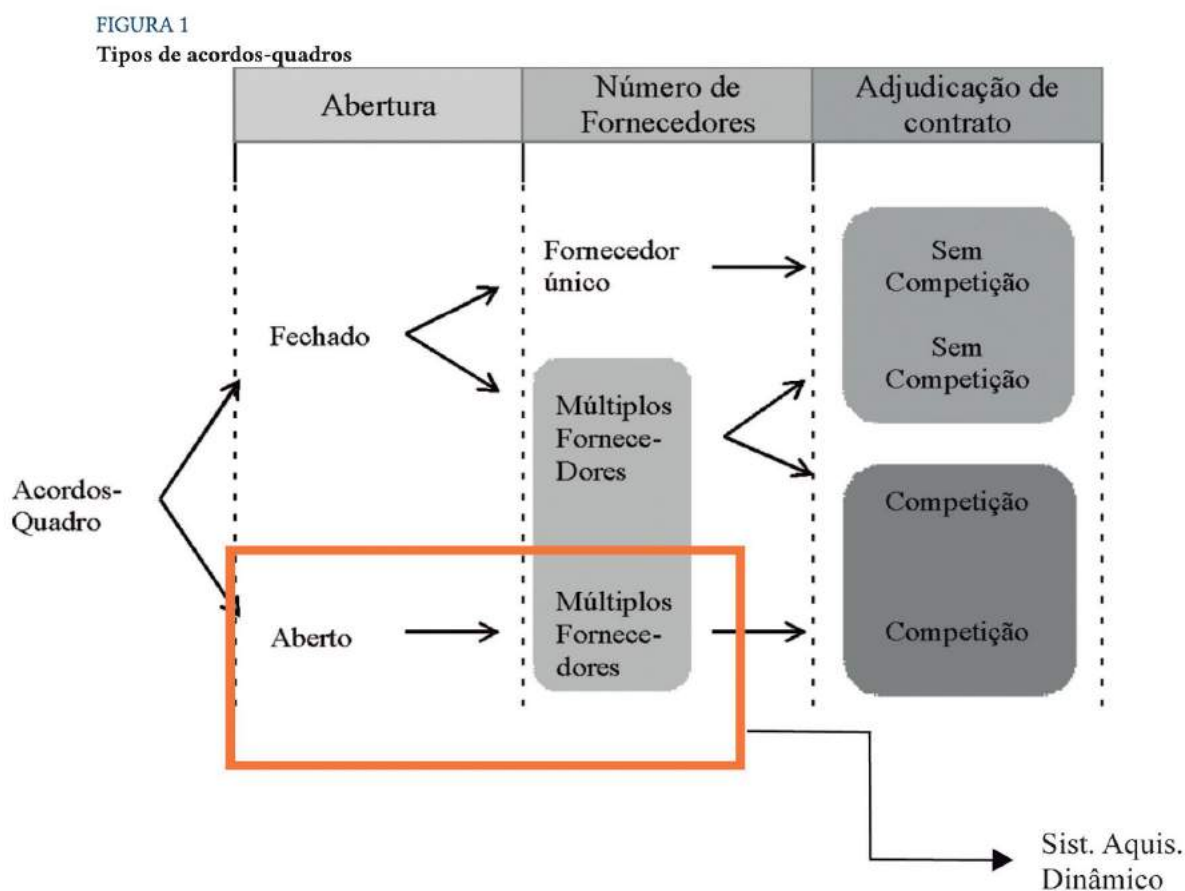 FIGURA 1
Tipos de acordos-quadros
Abertura
Número de
Fornecedores
Adjudicação de
contrato
Fornecedor
único
Sem
Competição
Fechado
Sem
Competição
Múltiplos
Fornece-
Dores
Acordos-
Quadro
Competição
Aberto
Múltiplos
Fornece-
dores
Competição
Sist. Aquis.
Dinâmico